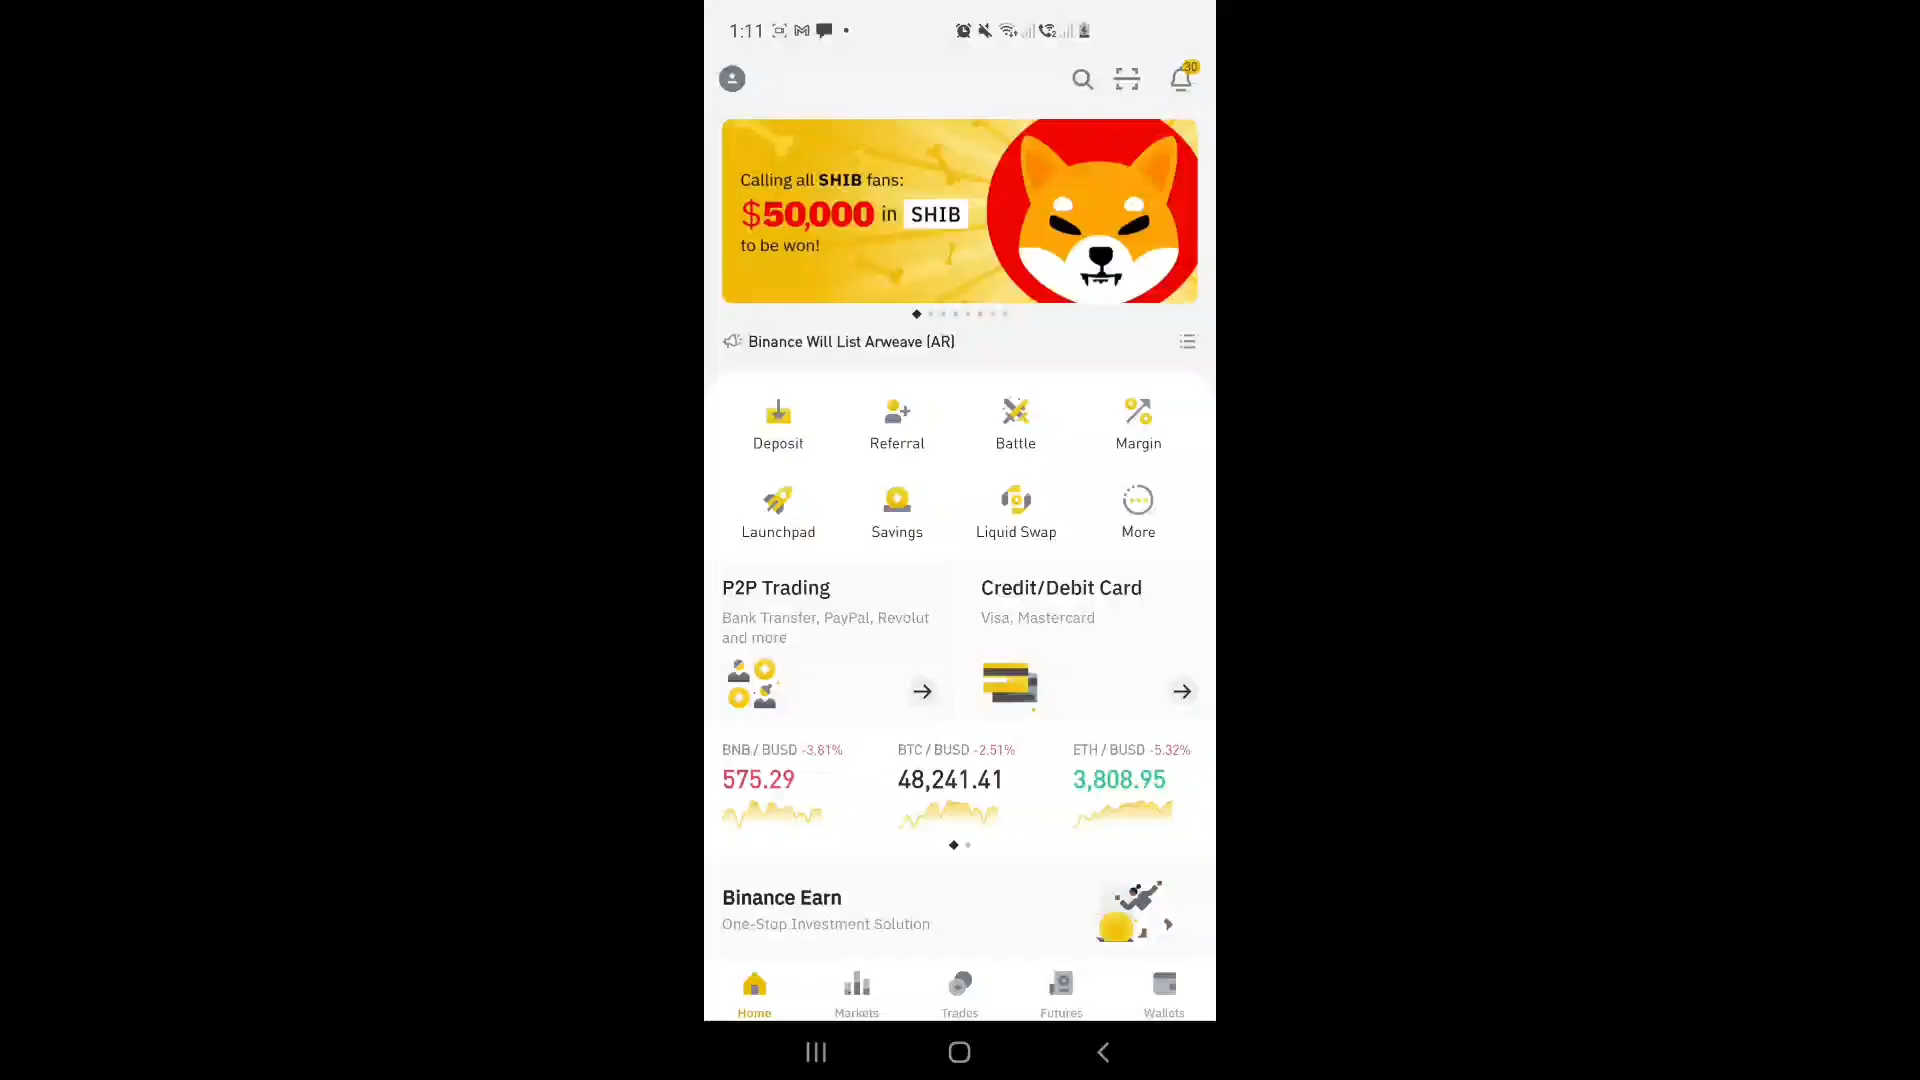 1:11
30
Calling all SHIB fans:
$50,000 in SHIB
to be won!
Binance Will List Arweave (AR)
Deposit Referral Battle Margin
Launchpad Savings Liquid Swap More
P2P Trading
Bank Transfer, PayPal, Revolut
and more
Credit/Debit Card
Visa, Mastercard
BNB / BUSD -3.81% BTC / BUSD -2.51% ETH / BUSD -5.32%
575.29 48,241.41 3,808.95
Binance Earn
One-Stop Investment Solution
Home Markets Trades Futures Wallets